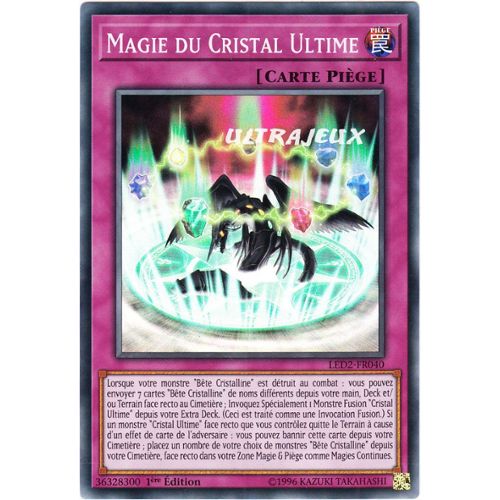 Magie du Cristal Ultime
PIÈGE
罠
[Carte Piège]
ULTRAJEUX
LED2-FR040
Lorsque votre monstre "Bête Cristalline" est détruit au combat : vous pouvez
envoyer 7 cartes "Bête Cristalline" de noms différents depuis votre main, Deck et/
ou Terrain face recto au Cimetière ; Invoquez Spécialement 1 Monstre Fusion "Cristal
Ultime" depuis votre Extra Deck. (Ceci est traité comme une Invocation Fusion.) Si
un monstre "Cristal Ultime" face recto que vous contrôlez quitte le Terrain à cause
d'un effet de carte de l'adversaire : vous pouvez bannir cette carte depuis votre
Cimetière ; placez un nombre de votre choix de monstres "Bête Cristalline" depuis
votre Cimetière, face recto dans votre Zone Magie & Piège comme Magies Continues.
36328300
1ère Édition
©1996 KAZUKI TAKAHASHI